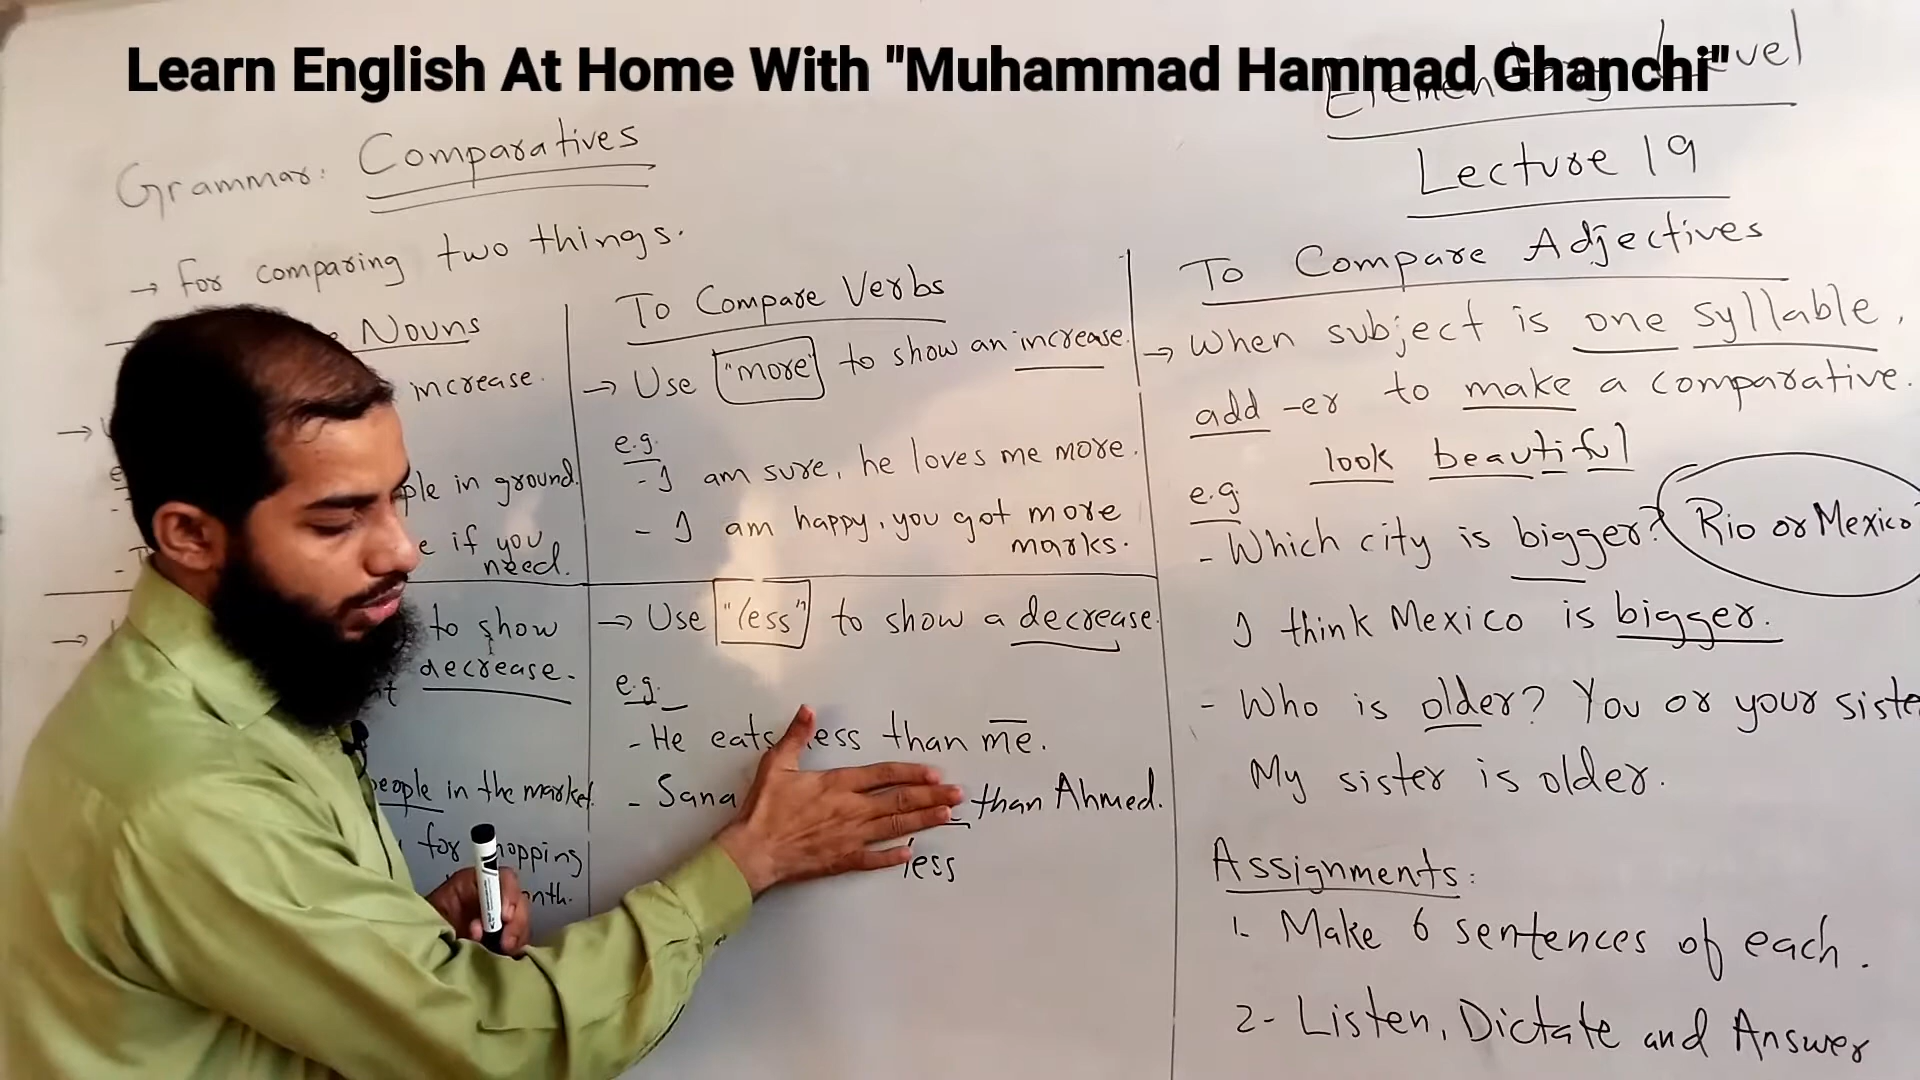 Learn English At Home With "Muhammad Hammad Ghanchi"
Elementary Level
Lecture 19
Grammar: Comparatives
→ for comparing two things.
Nouns
increase.
in ground.
if you
need.
to show
decrease.
people in the market
for
To Compare Verbs
→ Use "more" to show an increase.
e.g.
- I am sure, he loves me more.
- I am happy, you got more
marks.
→ Use "less" to show a decrease.
e.g.
- He eats less than me.
- Sana than Ahmed.
less
To Compare Adjectives
→ When subject is one syllable,
add -er to make a comparative.
look beautiful
e.g
- Which city is bigger? Rio or Mexico
I think Mexico is bigger.
- Who is older? You or your siste
My sister is older.
Assignments:
1. Make 6 sentences of each.
2- Listen, Dictate and Answer